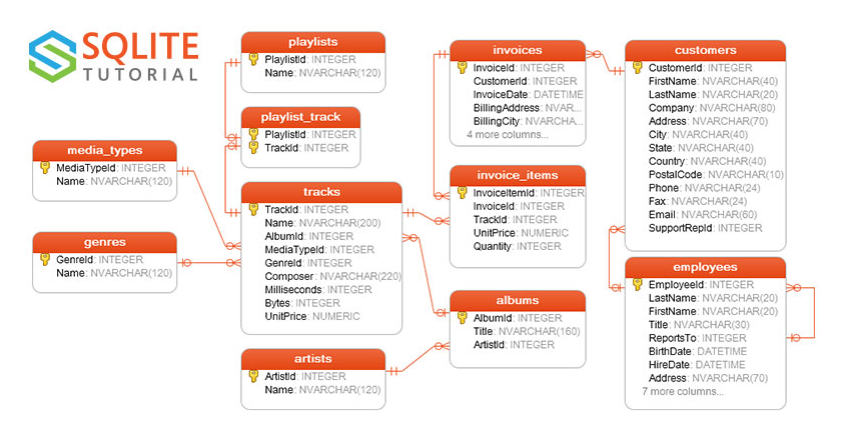 SQLITE
TUTORIAL
playlists
PlaylistId: INTEGER
Name: NVARCHAR(120)
playlist_track
PlaylistId: INTEGER
TrackId: INTEGER
media_types
MediaTypeId: INTEGER
Name: NVARCHAR(120)
genres
GenreId: INTEGER
Name: NVARCHAR(120)
tracks
TrackId: INTEGER
Name: NVARCHAR(200)
AlbumId: INTEGER
MediaTypeId: INTEGER
GenreId: INTEGER
Composer: NVARCHAR(220)
Milliseconds: INTEGER
Bytes: INTEGER
UnitPrice: NUMERIC
artists
ArtistId: INTEGER
Name: NVARCHAR(120)
invoices
InvoiceId: INTEGER
CustomerId: INTEGER
InvoiceDate: DATETIME
BillingAddress: NVAR...
BillingCity: NVARCHA...
4 more columns...
invoice_items
InvoiceItemId: INTEGER
InvoiceId: INTEGER
TrackId: INTEGER
UnitPrice: NUMERIC
Quantity: INTEGER
albums
AlbumId: INTEGER
Title: NVARCHAR(160)
ArtistId: INTEGER
customers
CustomerId: INTEGER
FirstName: NVARCHAR(40)
LastName: NVARCHAR(20)
Company: NVARCHAR(80)
Address: NVARCHAR(70)
City: NVARCHAR(40)
State: NVARCHAR(40)
Country: NVARCHAR(40)
PostalCode: NVARCHAR(10)
Phone: NVARCHAR(24)
Fax: NVARCHAR(24)
Email: NVARCHAR(60)
SupportRepId: INTEGER
employees
EmployeeId: INTEGER
LastName: NVARCHAR(20)
FirstName: NVARCHAR(20)
Title: NVARCHAR(30)
ReportsTo: INTEGER
BirthDate: DATETIME
HireDate: DATETIME
Address: NVARCHAR(70)
7 more columns...